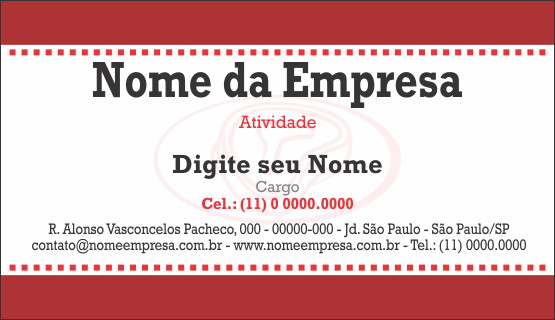 Nome da Empresa
Atividade
Digite seu Nome
Cargo
Cel.: (11) 0 0000.0000
R. Alonso Vasconcelos Pacheco, 000 - 00000-000 - Jd. São Paulo - São Paulo/SP
contato@nomeempresa.com.br - www.nomeempresa.com.br - Tel.: (11) 0000.0000